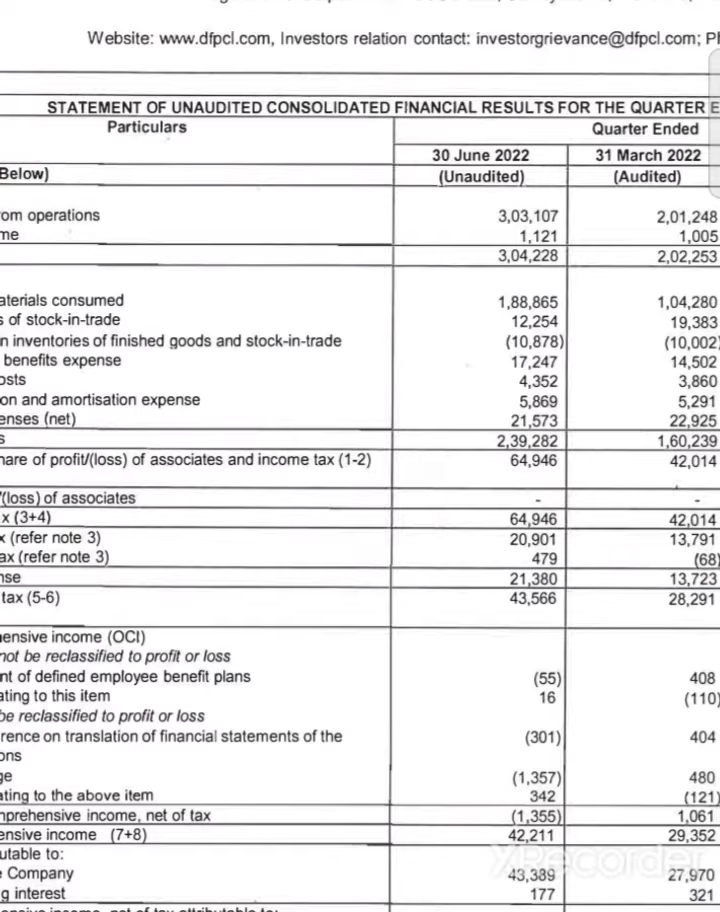 Website: www.dfpcl.com, Investors relation contact: investorgrievance@dfpcl.com;
STATEMENT OF UNAUDITED CONSOLIDATED FINANCIAL RESULTS FOR THE QUARTER
Particulars Quarter Ended
30 June 2022 31 March 2022
Below) (Unaudited) (Audited)
om operations 3,03,107 2,01,248
me 1,121 1,005
3,04,228 2,02,253
aterials consumed 1,88,865 1,04,280
s of stock-in-trade 12,254 19,383
n inventories of finished goods and stock-in-trade (10,878) (10,002)
benefits expense 17,247 14,502
osts 4,352 3,860
on and amortisation expense 5,869 5,291
enses (net) 21,573 22,925
s 2,39,282 1,60,239
hare of profit/(loss) of associates and income tax (1-2) 64,946 42,014
/(loss) of associates - -
x (3+4) 64,946 42,014
x (refer note 3) 20,901 13,791
ax (refer note 3) 479 (68)
nse 21,380 13,723
tax (5-6) 43,566 28,291
hensive income (OCI)
not be reclassified to profit or loss
nt of defined employee benefit plans (55) 408
ating to this item 16 (110)
be reclassified to profit or loss
rence on translation of financial statements of the (301) 404
ons
ge (1,357) 480
ating to the above item 342 (121)
mprehensive income, net of tax (1,355) 1,061
ensive income (7+8) 42,211 29,352
utable to:
e Company 43,389 27,970
g interest 177 321
XRecorder